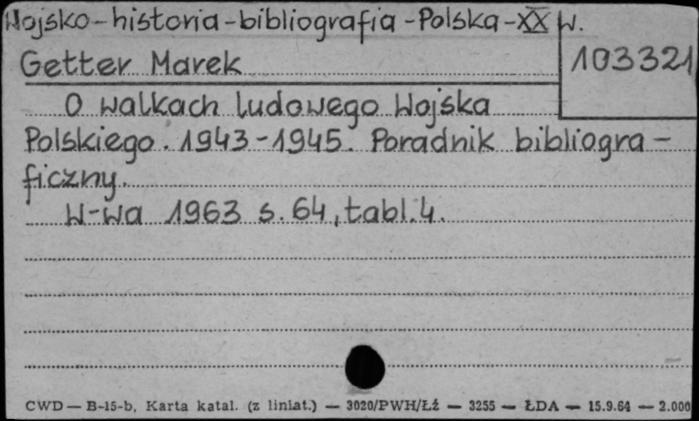 Wojsko-historia-bibliografia-Polska-XX W.
103321
Getter Marek
O walkach ludowego Wojska
Polskiego. 1943-1945. Poradnik bibliogra-
ficzny.
W-wa 1963 s.64, tabl.4.
CWD — B-15-b, Karta katal. (z liniat.) — 3020/PWH/Łź — 3255 — ŁDA — 15.9.64 — 2.000